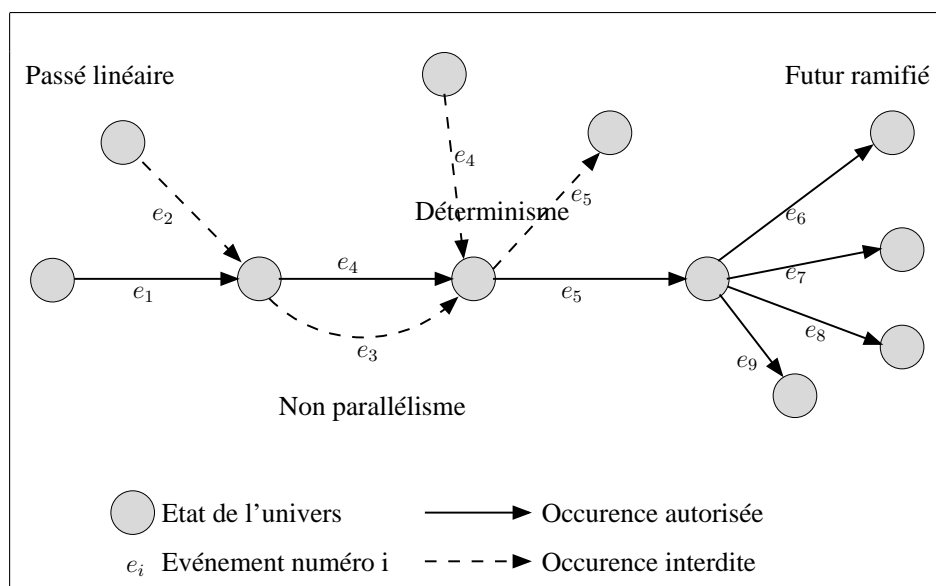 Passé linéaire
Futur ramifié
e4
e2
e5
Déterminisme
e6
e4
e7
e1
e5
e3
e8
e9
Non parallélisme
Etat de l'univers
Occurence autorisée
ei Evénement numéro i
Occurence interdite